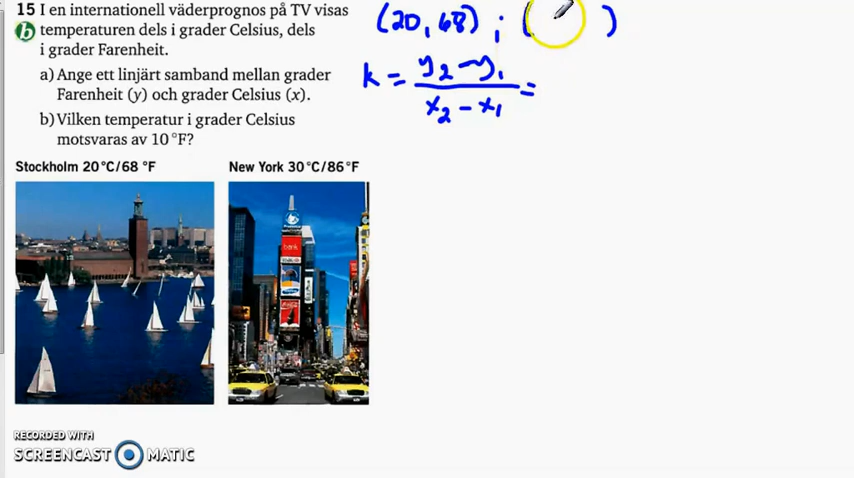 15 I en internationell väderprognos på TV visas
b temperaturen dels i grader Celsius, dels
i grader Farenheit.
a) Ange ett linjärt samband mellan grader
Farenheit (y) och grader Celsius (x).
b) Vilken temperatur i grader Celsius
motsvaras av 10 °F?
(20, 68) ; ( )
k = y₂ - y₁ / x₂ - x₁ =
Stockholm 20 °C/68 °F
New York 30 °C/86 °F
bank
RECORDED WITH
SCREENCAST MATIC